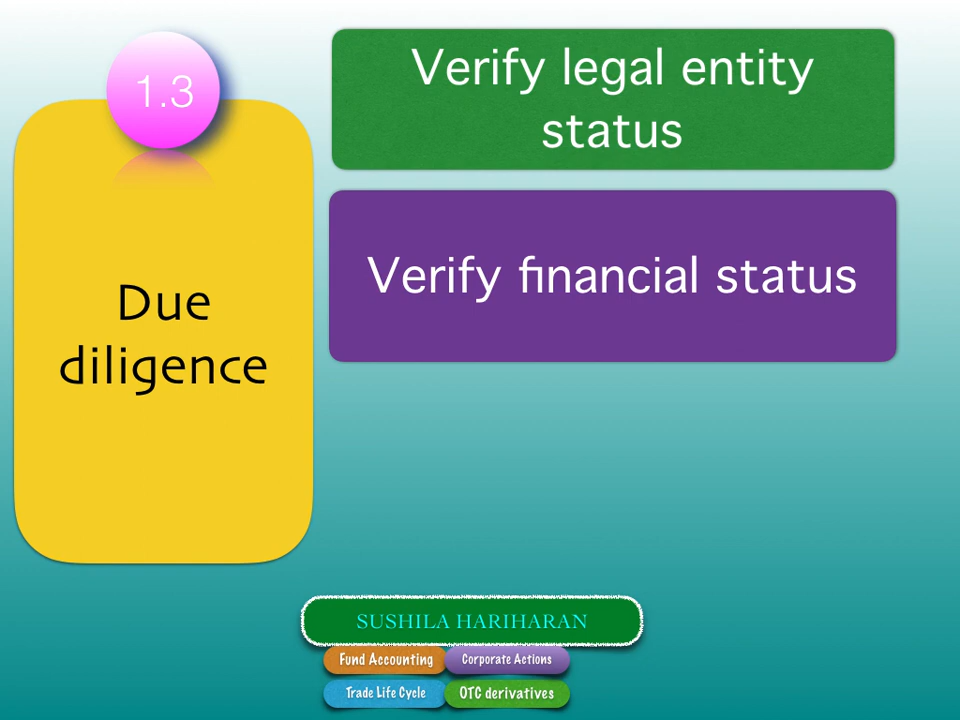 1.3
Due
diligence
Verify legal entity
status
Verify financial status
SUSHILA HARIHARAN
Fund Accounting
Corporate Actions
Trade Life Cycle
OTC derivatives